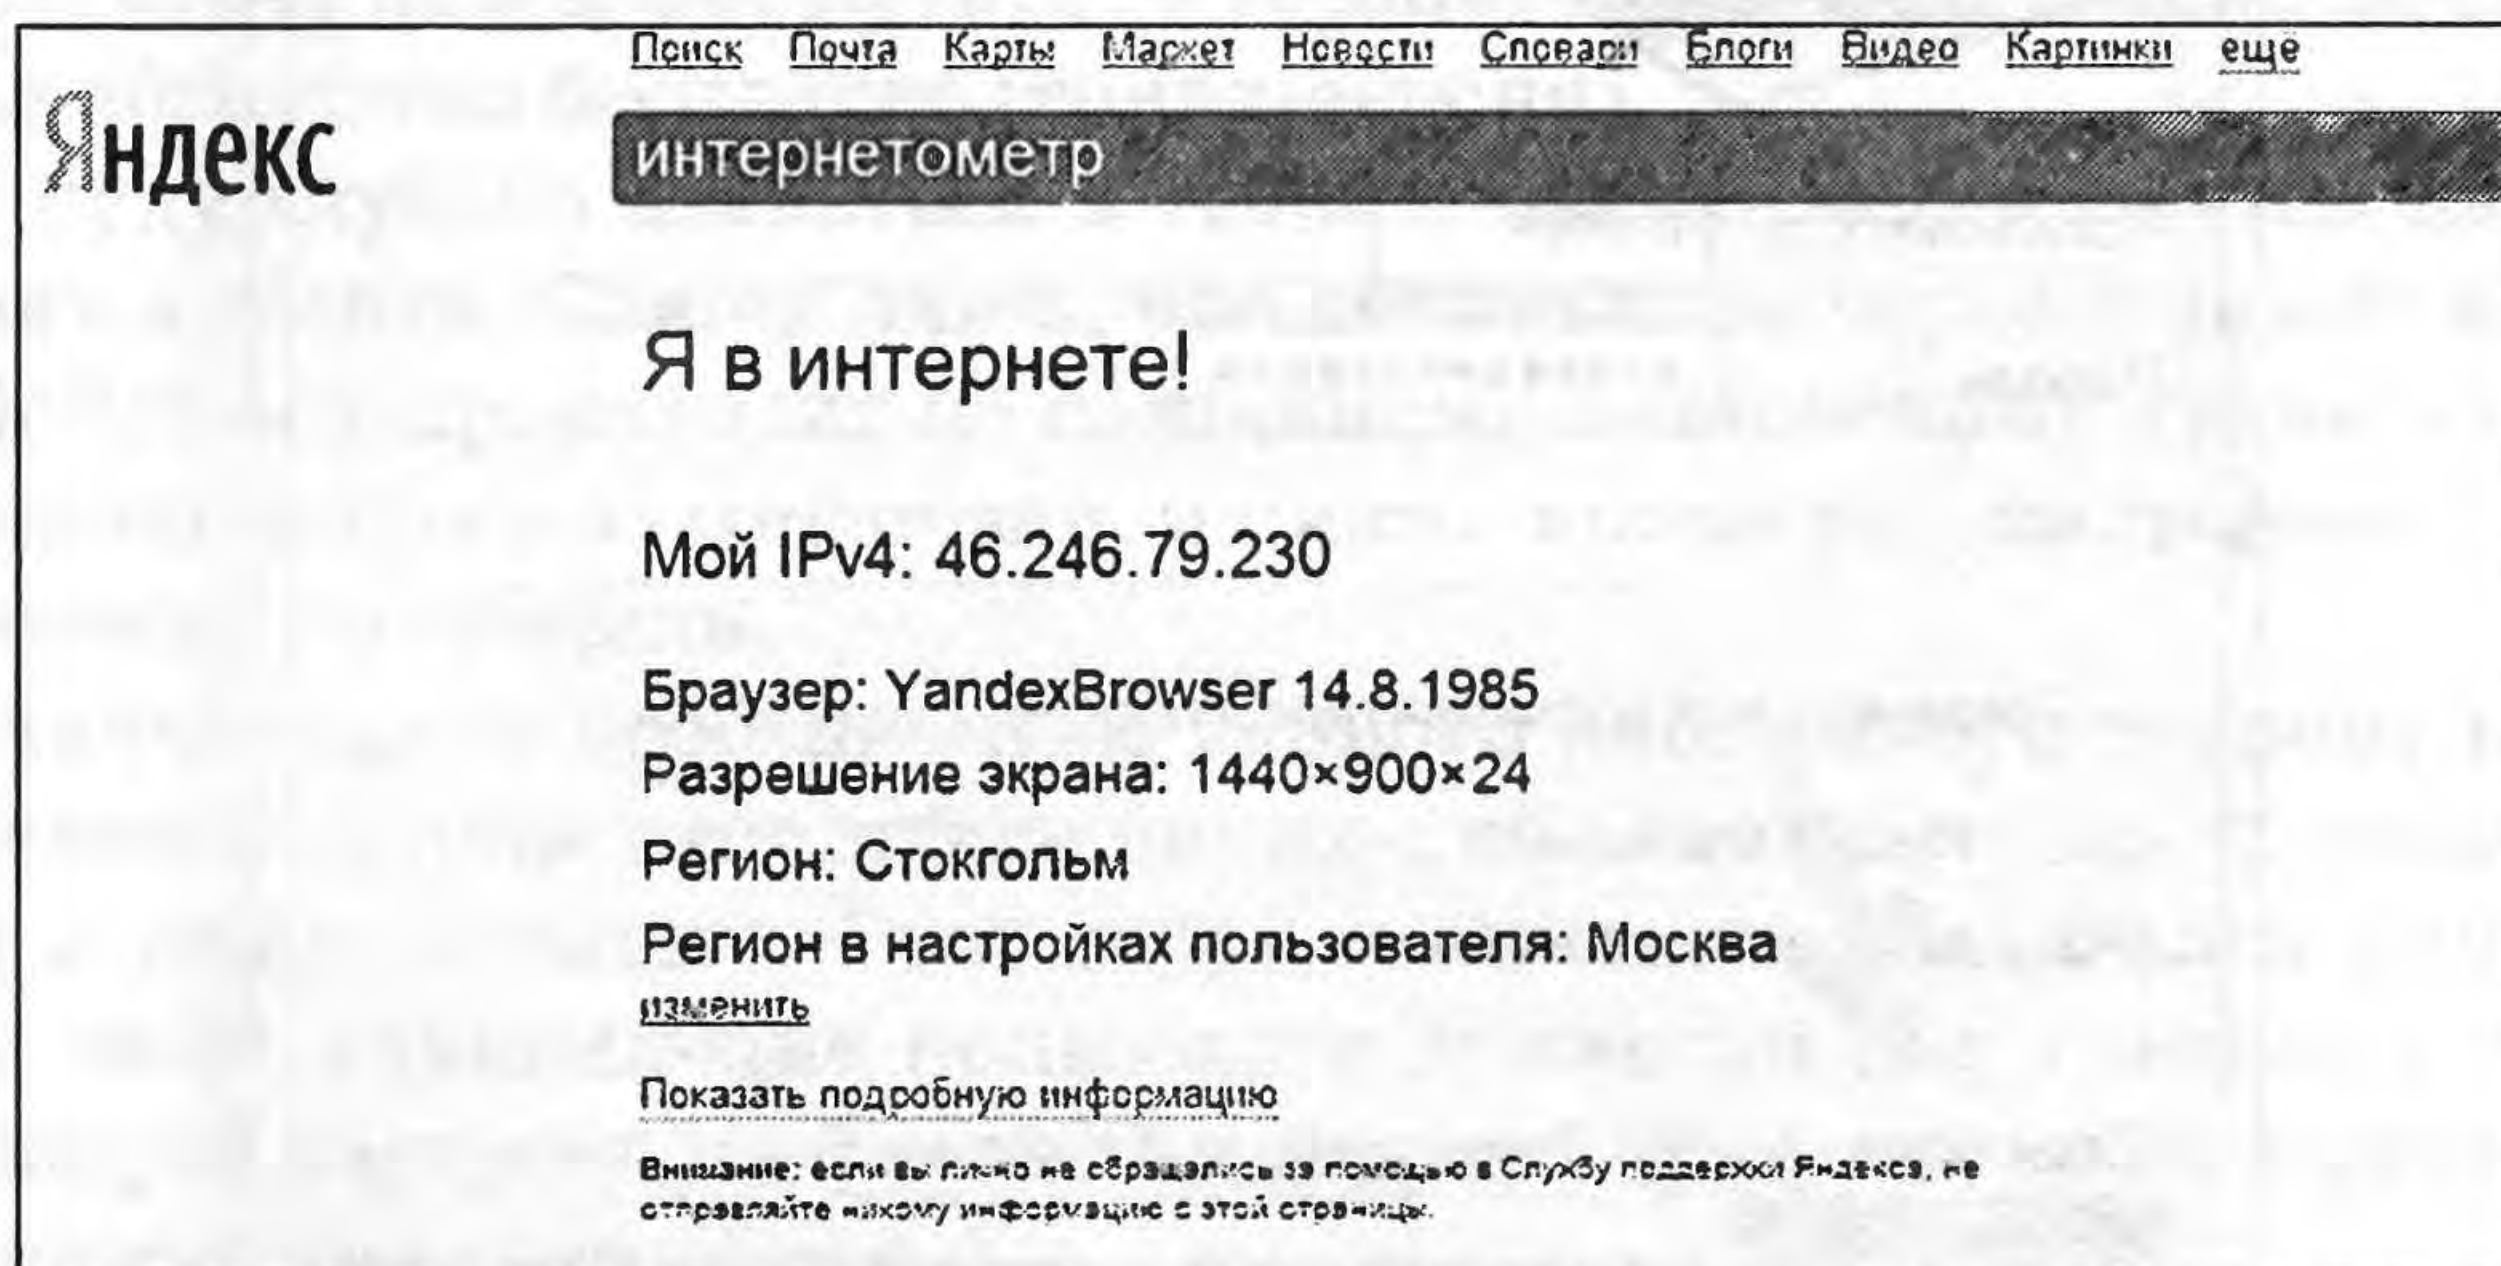 Поиск Почта Карты Маркет Новости Словари Блоги Видео Картинки ещё
Яндекс
интернетометр
Я в интернете!
Мой IPv4: 46.246.79.230
Браузер: YandexBrowser 14.8.1985
Разрешение экрана: 1440×900×24
Регион: Стокгольм
Регион в настройках пользователя: Москва
изменить
Показать подробную информацию
Внимание: если вы лично не обращались за помощью в Службу поддержки Яндекса, не
отправляйте никому информацию с этой страницы.